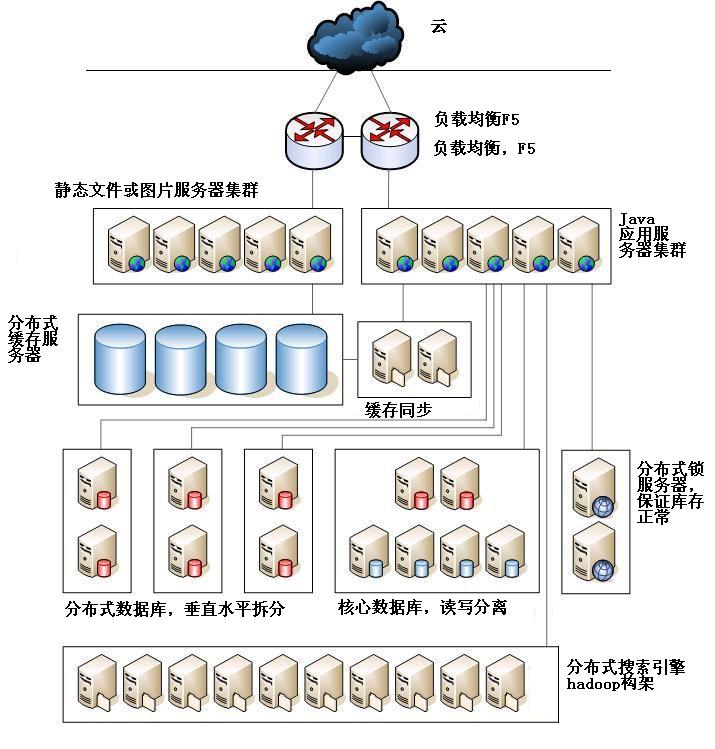 云
负载均衡F5
负载均衡，F5
静态文件或图片服务器集群
Java
应用服
务器集群
分布式
缓存服
务器
缓存同步
分布式锁
服务器，
保证库存
正常
分布式数据库，垂直水平拆分
核心数据库，读写分离
分布式搜索引擎
hadoop构架